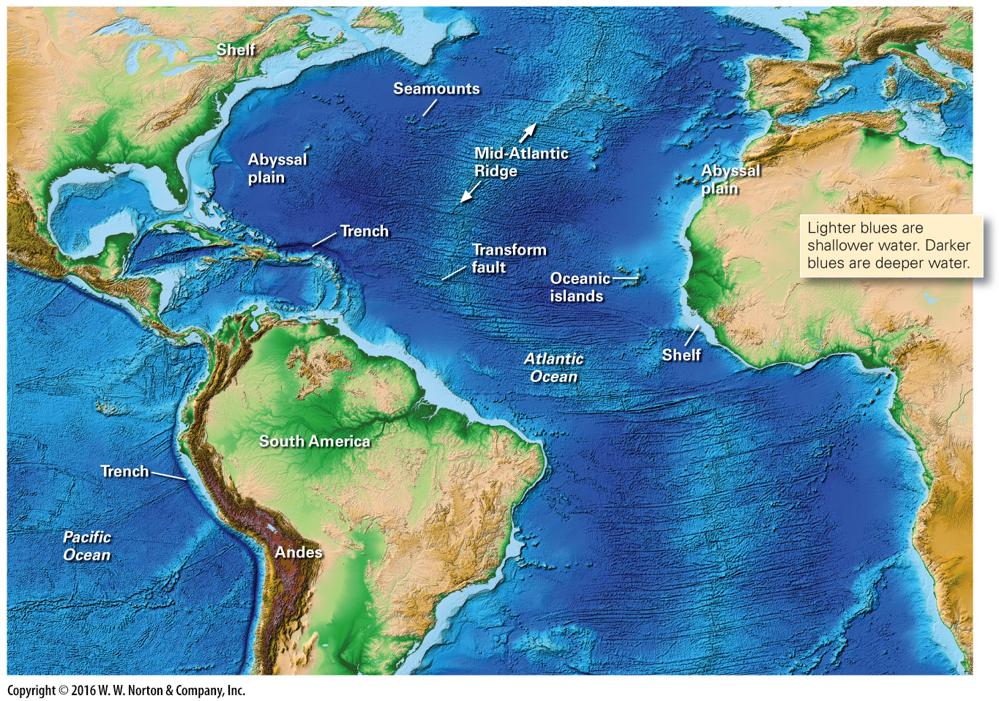 Shelf
Seamounts
Mid-Atlantic
Ridge
Abyssal
plain
Abyssal
plain
Trench
Lighter blues are
shallower water. Darker
blues are deeper water.
Transform
fault
Oceanic
islands
Shelf
Atlantic
Ocean
South America
Trench
Pacific
Ocean
Andes
Copyright © 2016 W. W. Norton & Company, Inc.